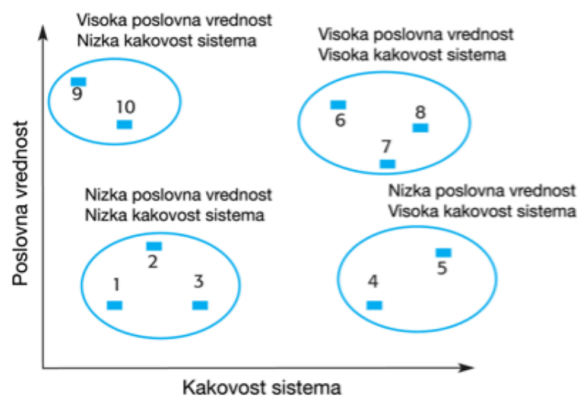 Visoka poslovna vrednost
Nizka kakovost sistema
Visoka poslovna vrednost
Visoka kakovost sistema
9
10
6
8
7
Nizka poslovna vrednost
Nizka kakovost sistema
Nizka poslovna vrednost
Visoka kakovost sistema
1
2
3
4
5
Poslovna vrednost
Kakovost sistema